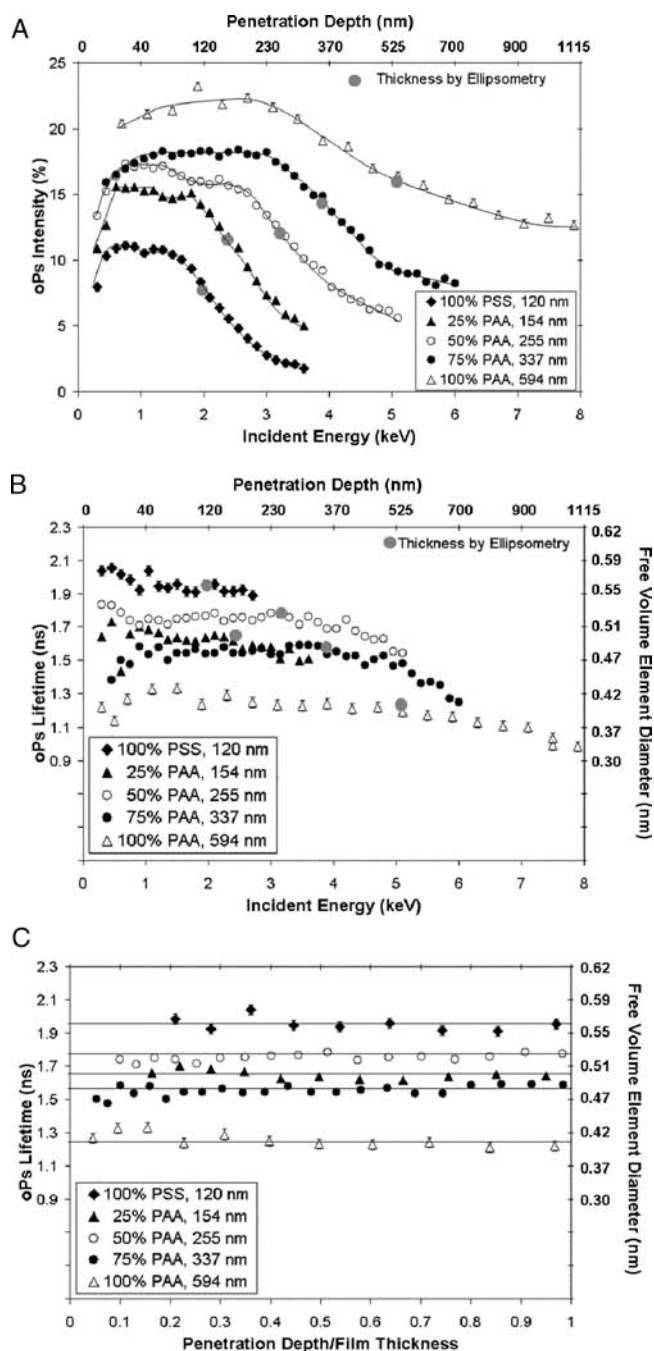 A
Penetration Depth (nm)
0 40 120 230 370 525 700 900 1115
Thickness by Ellipsometry
25
20
15
10
5
0
oPs Intensity (%)
100% PSS, 120 nm
25% PAA, 154 nm
50% PAA, 255 nm
75% PAA, 337 nm
100% PAA, 594 nm
0 1 2 3 4 5 6 7 8
Incident Energy (keV)
B
Penetration Depth (nm)
0 40 120 230 370 525 700 900 1115
Thickness by Ellipsometry
2.3
2.1
1.9
1.7
1.5
1.3
1.1
0.9
oPs Lifetime (ns)
0.62
0.59
0.55
0.51
0.47
0.42
0.37
0.30
Free Volume Element Diameter (nm)
100% PSS, 120 nm
25% PAA, 154 nm
50% PAA, 255 nm
75% PAA, 337 nm
100% PAA, 594 nm
0 1 2 3 4 5 6 7 8
Incident Energy (keV)
C
2.3
2.1
1.9
1.7
1.5
1.3
1.1
0.9
oPs Lifetime (ns)
0.62
0.59
0.55
0.51
0.47
0.42
0.37
0.30
Free Volume Element Diameter (nm)
100% PSS, 120 nm
25% PAA, 154 nm
50% PAA, 255 nm
75% PAA, 337 nm
100% PAA, 594 nm
0 0.1 0.2 0.3 0.4 0.5 0.6 0.7 0.8 0.9 1
Penetration Depth/Film Thickness